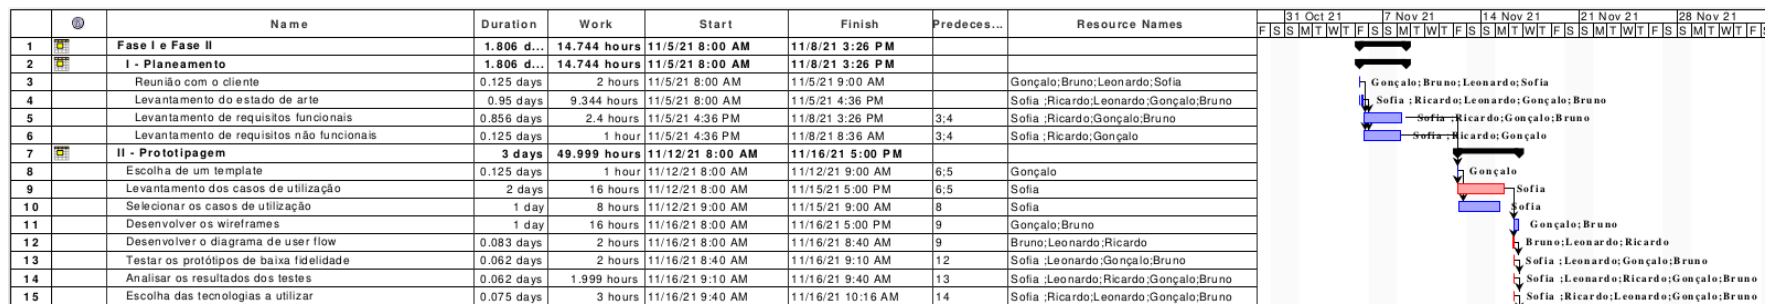 Name Duration Work Start Finish Predeces... Resource Names 31 Oct 21 7 Nov 21 14 Nov 21 21 Nov 21 28 Nov 21
F S S M T W T F S S M T W T F S S M T W T F S S M T W T F S S M T W T F S
1 Fase I e Fase II 1.806 d... 14.744 hours 11/5/21 8:00 AM 11/8/21 3:26 PM
2 I - Planeamento 1.806 d... 14.744 hours 11/5/21 8:00 AM 11/8/21 3:26 PM
3 Reunião com o cliente 0.125 days 2 hours 11/5/21 8:00 AM 11/5/21 9:00 AM Gonçalo;Bruno;Leonardo;Sofia Gonçalo;Bruno;Leonardo;Sofia
4 Levantamento do estado de arte 0.95 days 9.344 hours 11/5/21 8:00 AM 11/5/21 4:36 PM Sofia ;Ricardo;Leonardo;Gonçalo;Bruno Sofia ;Ricardo;Leonardo;Gonçalo;Bruno
5 Levantamento de requisitos funcionais 0.856 days 2.4 hours 11/5/21 4:36 PM 11/8/21 3:26 PM 3;4 Sofia ;Ricardo;Gonçalo;Bruno Sofia ;Ricardo;Gonçalo;Bruno
6 Levantamento de requisitos não funcionais 0.125 days 1 hour 11/5/21 4:36 PM 11/8/21 8:36 AM 3;4 Sofia ;Ricardo;Gonçalo Sofia ;Ricardo;Gonçalo
7 II - Prototipagem 3 days 49.999 hours 11/12/21 8:00 AM 11/16/21 5:00 PM
8 Escolha de um template 0.125 days 1 hour 11/12/21 8:00 AM 11/12/21 9:00 AM 6;5 Gonçalo Gonçalo
9 Levantamento dos casos de utilização 2 days 16 hours 11/12/21 8:00 AM 11/15/21 5:00 PM 6;5 Sofia Sofia
10 Selecionar os casos de utilização 1 day 8 hours 11/12/21 9:00 AM 11/15/21 9:00 AM 8 Sofia Sofia
11 Desenvolver os wireframes 1 day 16 hours 11/16/21 8:00 AM 11/16/21 5:00 PM 9 Gonçalo;Bruno Gonçalo;Bruno
12 Desenvolver o diagrama de user flow 0.083 days 2 hours 11/16/21 8:00 AM 11/16/21 8:40 AM 9 Bruno;Leonardo;Ricardo Bruno;Leonardo;Ricardo
13 Testar os protótipos de baixa fidelidade 0.062 days 2 hours 11/16/21 8:40 AM 11/16/21 9:10 AM 12 Sofia ;Leonardo;Gonçalo;Bruno Sofia ;Leonardo;Gonçalo;Bruno
14 Analisar os resultados dos testes 0.062 days 1.999 hours 11/16/21 9:10 AM 11/16/21 9:40 AM 13 Sofia ;Leonardo;Ricardo;Gonçalo;Bruno Sofia ;Leonardo;Ricardo;Gonçalo;Bruno
15 Escolha das tecnologias a utilizar 0.075 days 3 hours 11/16/21 9:40 AM 11/16/21 10:16 AM 14 Sofia ;Ricardo;Leonardo;Gonçalo;Bruno Sofia ;Ricardo;Leonardo;Gonçalo;Bruno